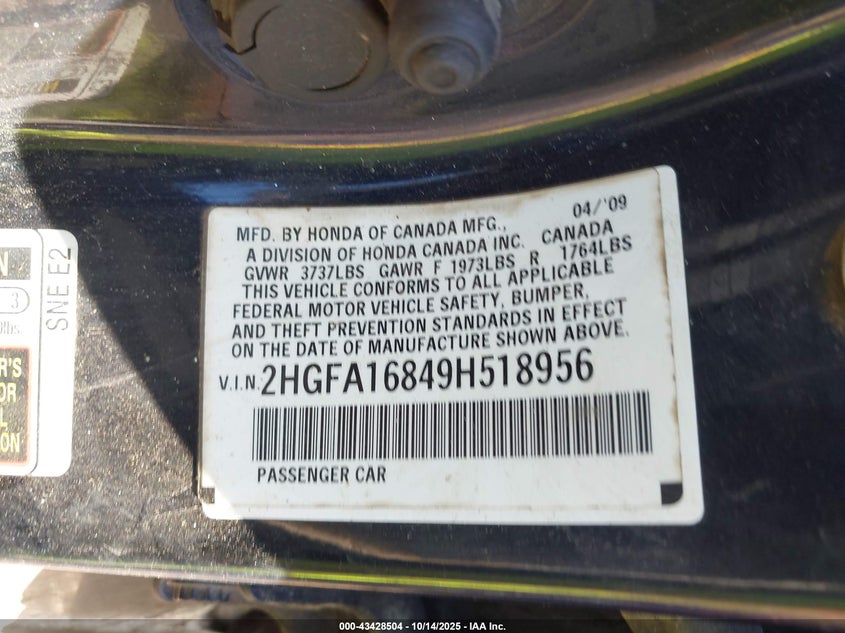 04/'09
MFD. BY HONDA OF CANADA MFG.,
A DIVISION OF HONDA CANADA INC. CANADA
GVWR 3737LBS GAWR F 1973LBS R 1764LBS
THIS VEHICLE CONFORMS TO ALL APPLICABLE
FEDERAL MOTOR VEHICLE SAFETY, BUMPER,
AND THEFT PREVENTION STANDARDS IN EFFECT
ON THE DATE OF MANUFACTURE SHOWN ABOVE.
V.I.N. 2HGFA16849H518956
PASSENGER CAR
SNE E2
3
lbs.
000-43428504 - 10/14/2025 - IAA Inc.